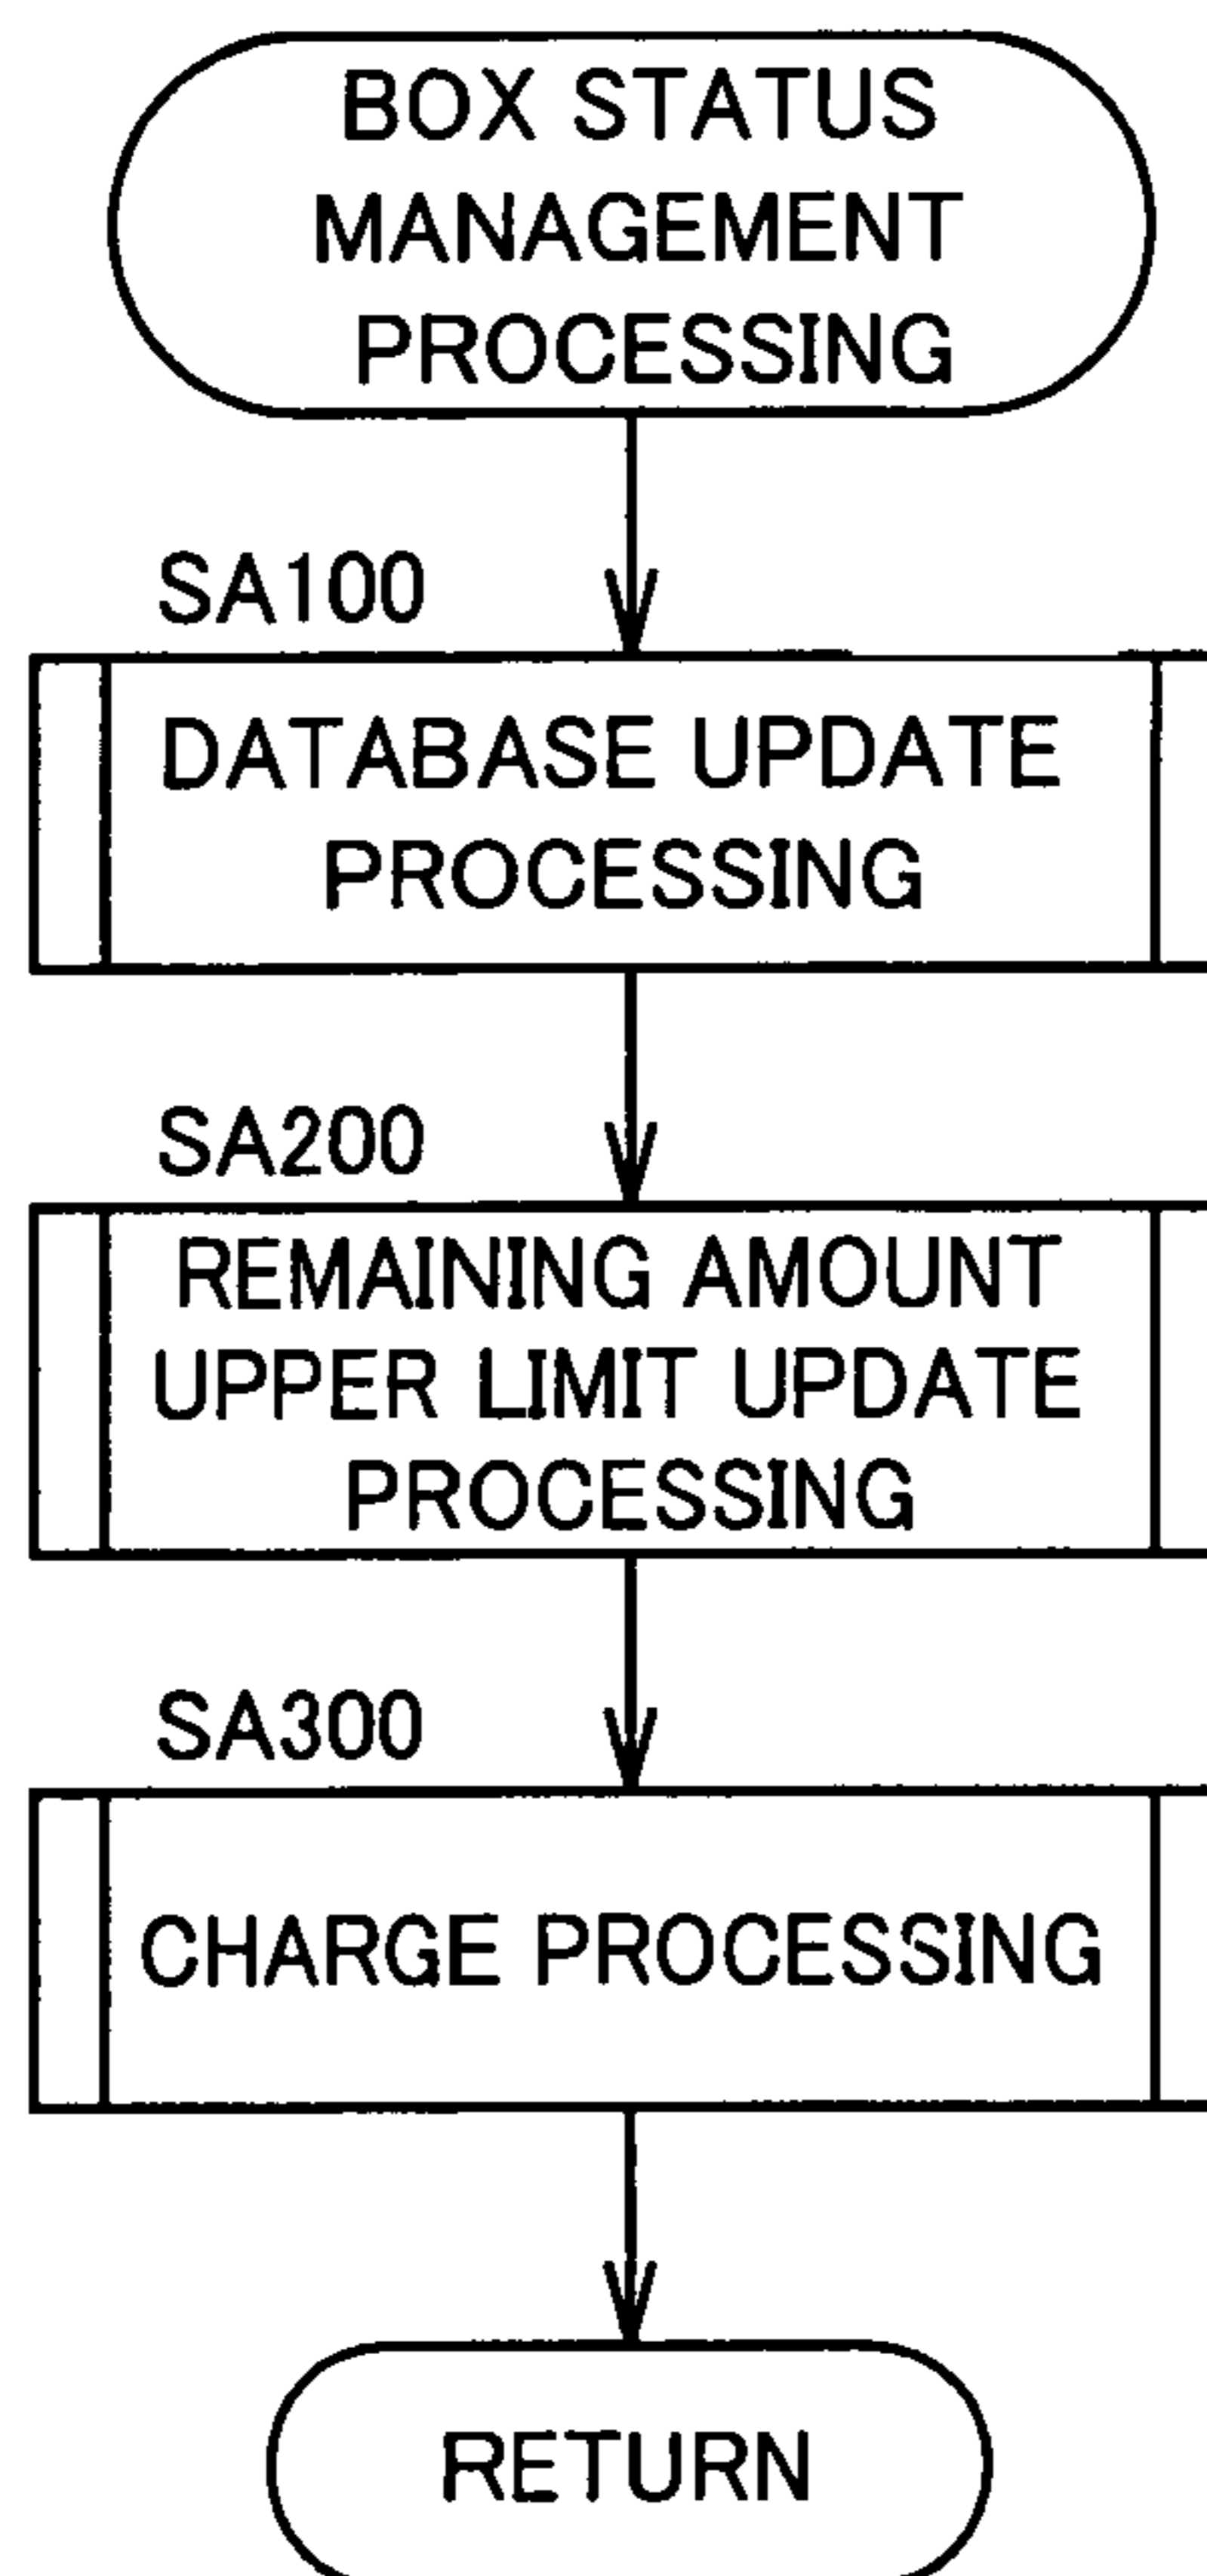 BOX STATUS
MANAGEMENT
PROCESSING
SA100
DATABASE UPDATE
PROCESSING
SA200
REMAINING AMOUNT
UPPER LIMIT UPDATE
PROCESSING
SA300
CHARGE PROCESSING
RETURN